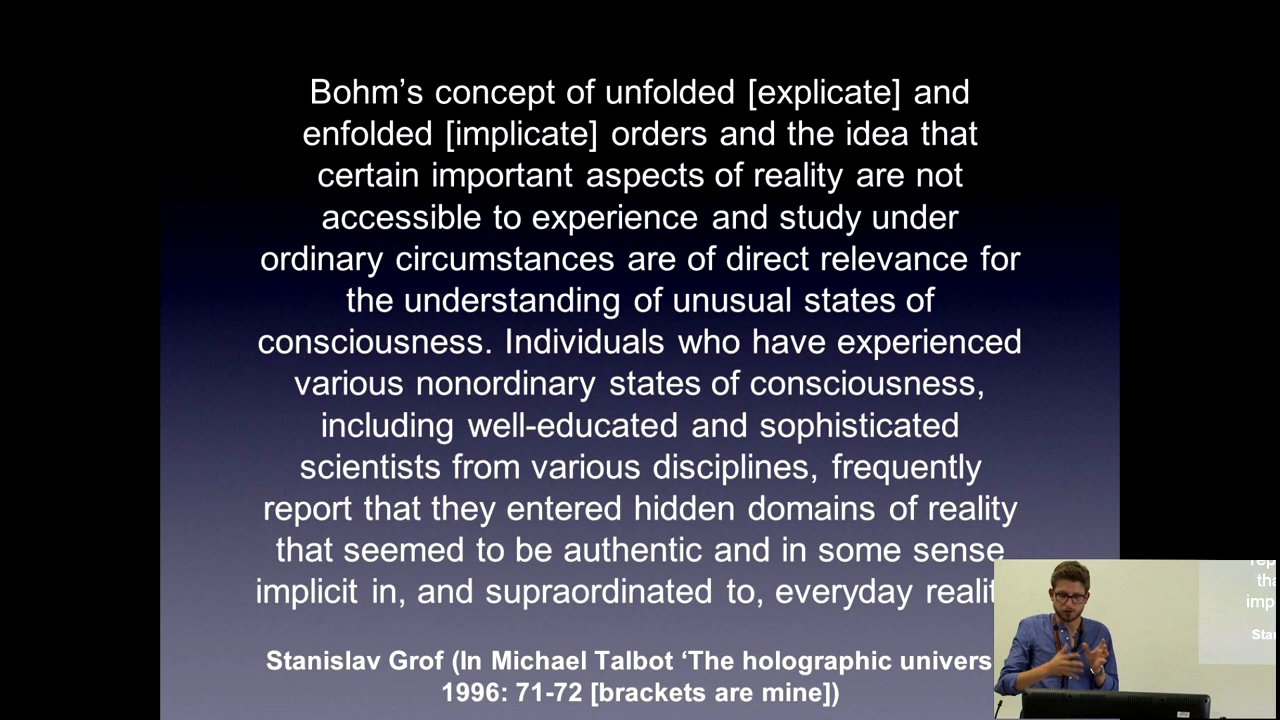 Bohm’s concept of unfolded [explicate] and
enfolded [implicate] orders and the idea that
certain important aspects of reality are not
accessible to experience and study under
ordinary circumstances are of direct relevance for
the understanding of unusual states of
consciousness. Individuals who have experienced
various nonordinary states of consciousness,
including well-educated and sophisticated
scientists from various disciplines, frequently
report that they entered hidden domains of reality
that seemed to be authentic and in some sense
implicit in, and supraordinated to, everyday
Stanislav Grof (In Michael Talbot ‘The holographic
1996: 71-72 [brackets are mine])